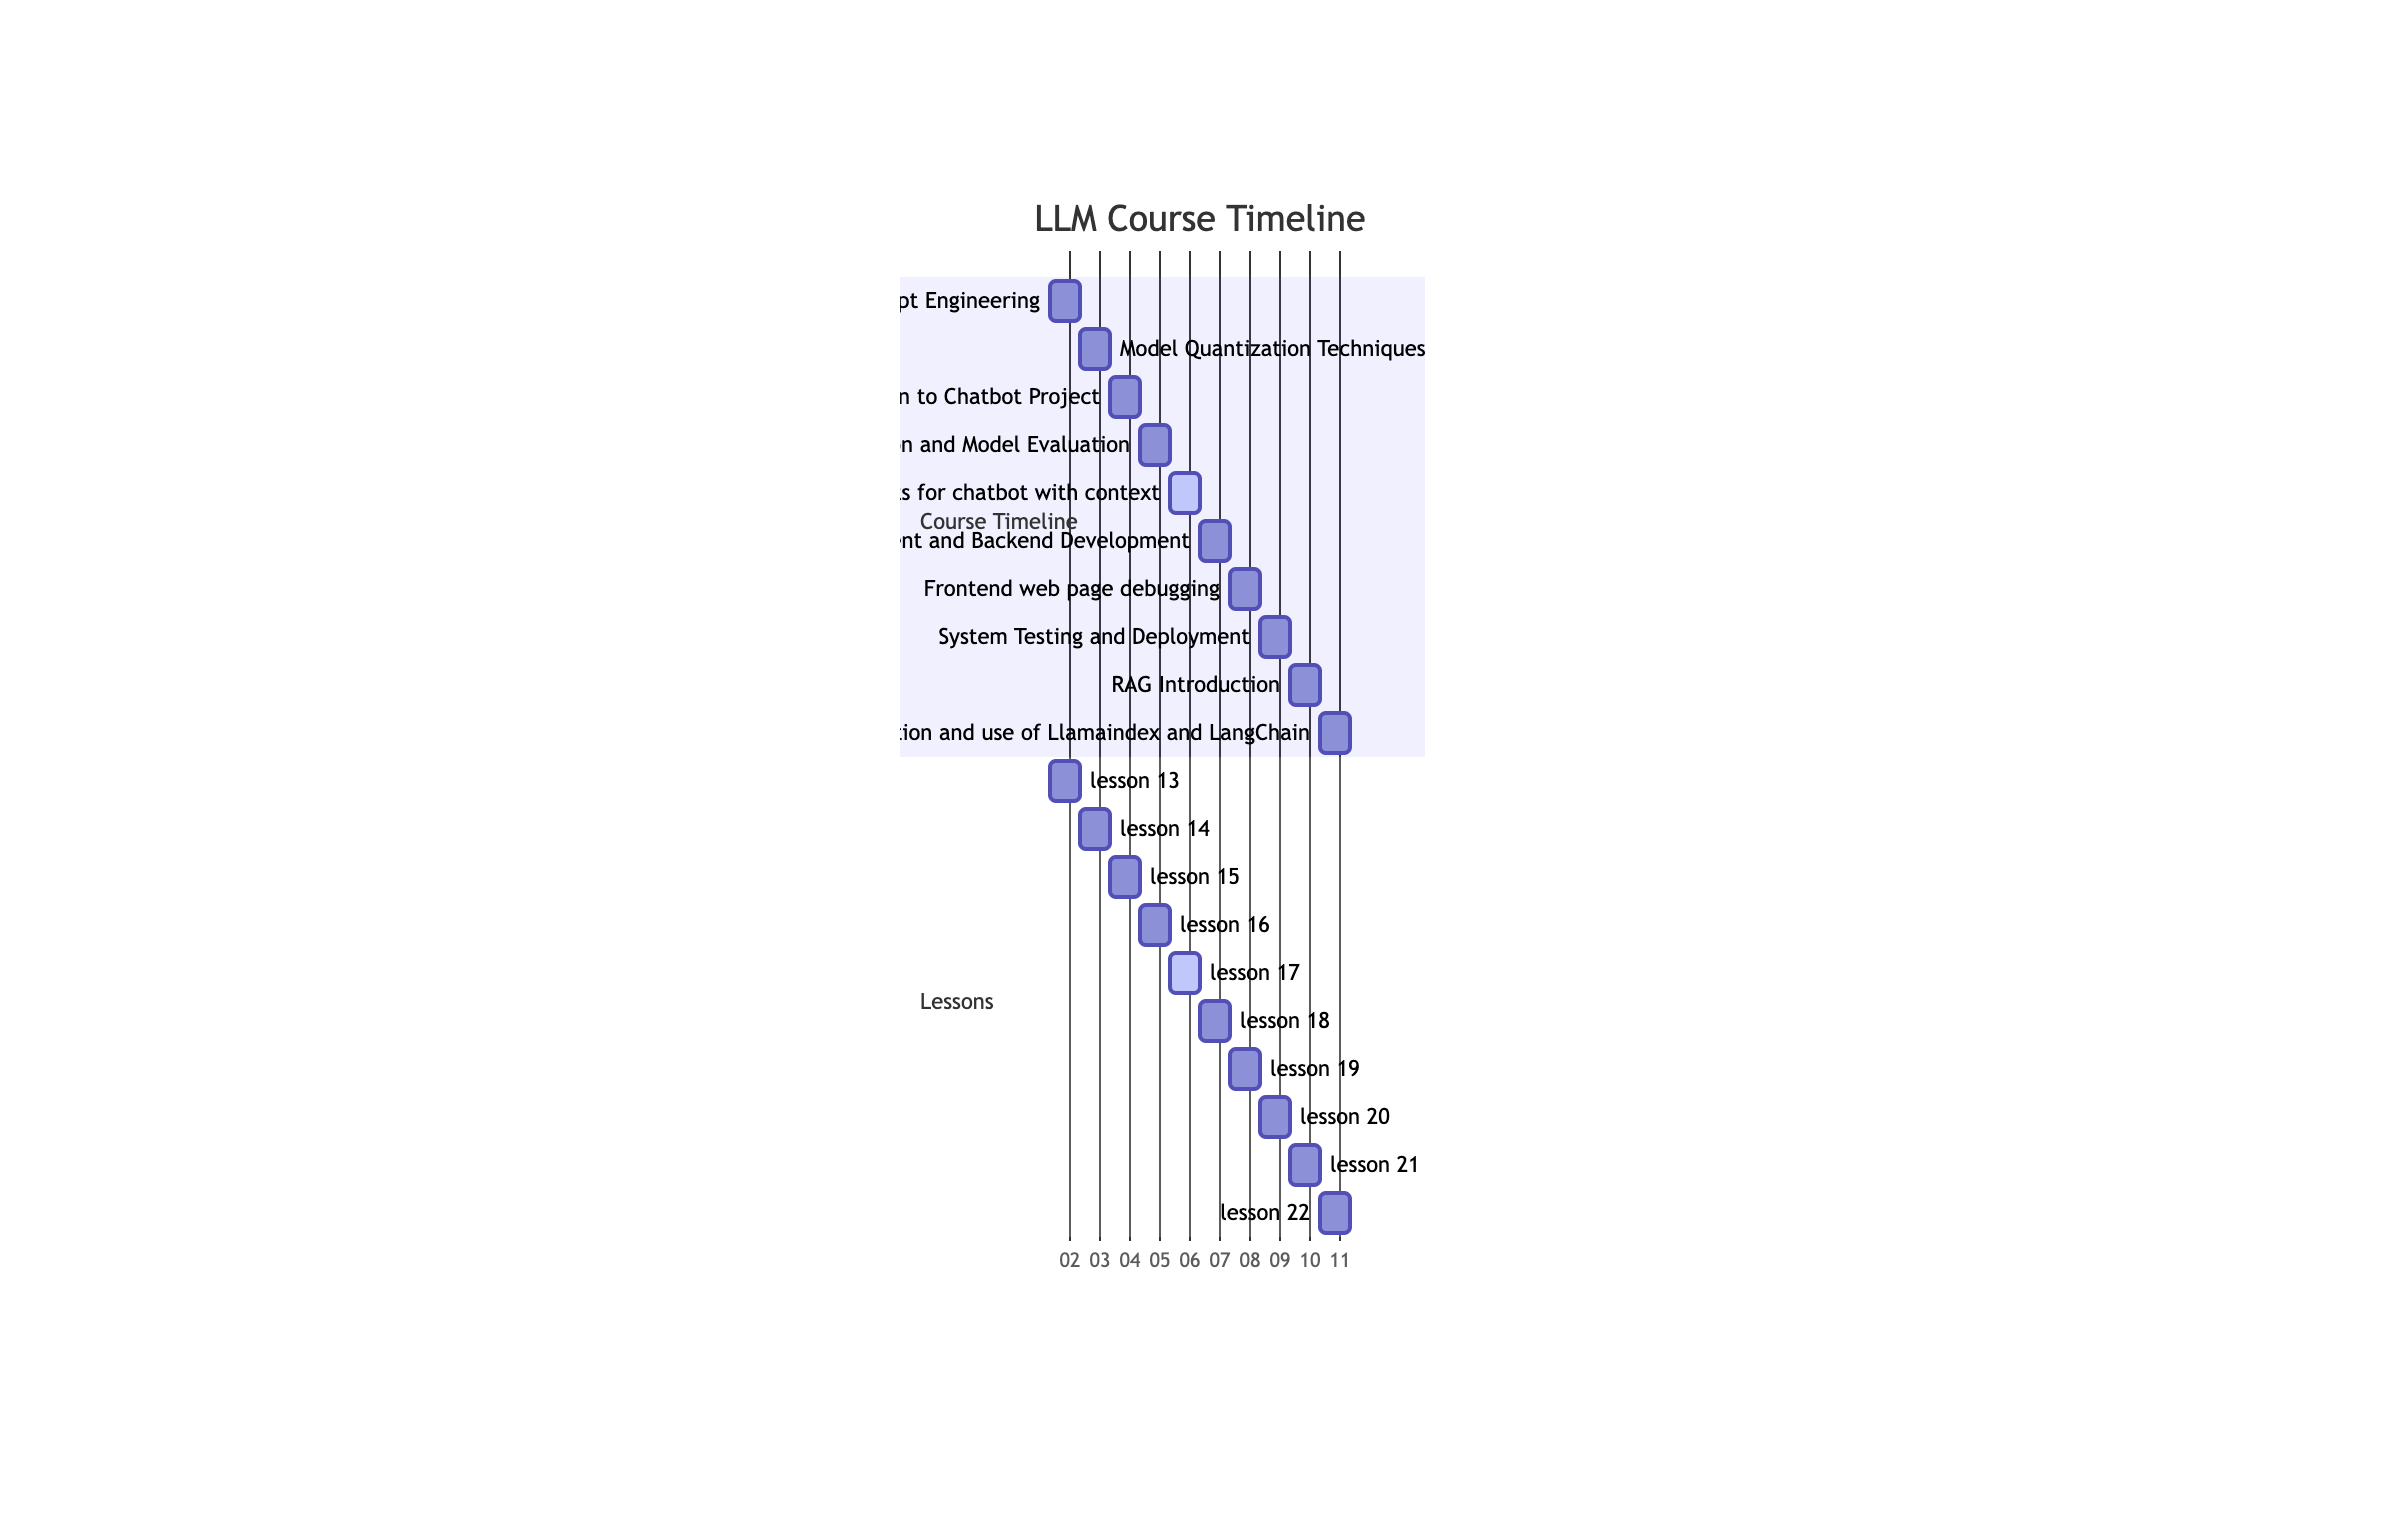 LLM Course Timeline
Engineering
Model Quantization Techniques
to Chatbot Project
and Model Evaluation
for chatbot with context
Course Timeline
and Backend Development
Frontend web page debugging
System Testing and Deployment
RAG Introduction
and use of Llamaindex and LangChain
lesson 13
lesson 14
lesson 15
lesson 16
lesson 17
Lessons
lesson 18
lesson 19
lesson 20
lesson 21
lesson 22
02 03 04 05 06 07 08 09 10 11